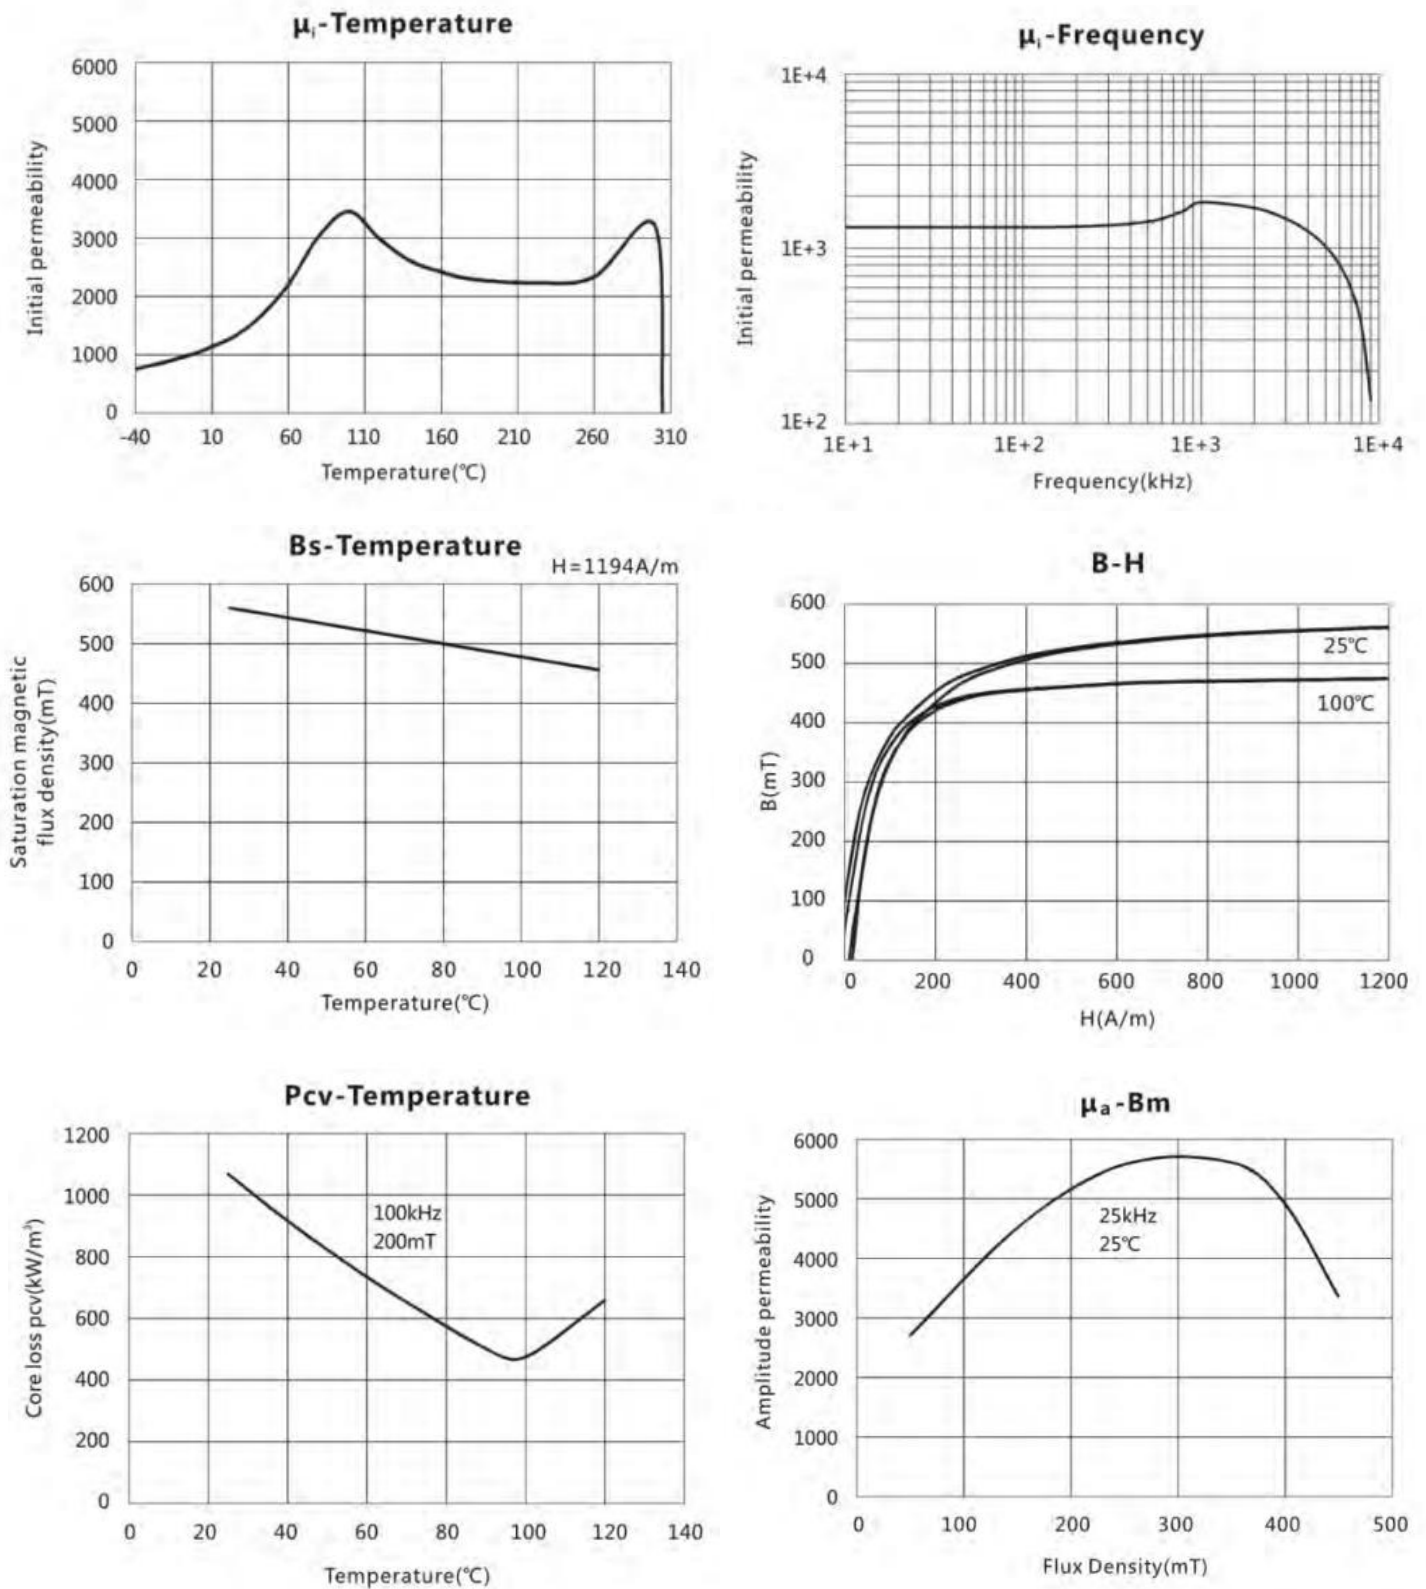 μᵢ-Temperature
Initial permeability
6000
5000
4000
3000
2000
1000
0
-40 10 60 110 160 210 260 310
Temperature(℃)
μᵢ-Frequency
Initial permeability
1E+4
1E+3
1E+2
1E+1 1E+2 1E+3 1E+4
Frequency(kHz)
Bs-Temperature
H=1194A/m
Saturation magnetic
flux density(mT)
600
500
400
300
200
100
0
0 20 40 60 80 100 120 140
Temperature(℃)
B-H
B(mT)
600
500
400
300
200
100
0
25℃
100℃
0 200 400 600 800 1000 1200
H(A/m)
Pcv-Temperature
Core loss pcv(kW/m³)
1200
1000
800
600
400
200
0
100kHz
200mT
0 20 40 60 80 100 120 140
Temperature(℃)
μₐ-Bm
Amplitude permeability
6000
5000
4000
3000
2000
1000
0
25kHz
25℃
0 100 200 300 400 500
Flux Density(mT)